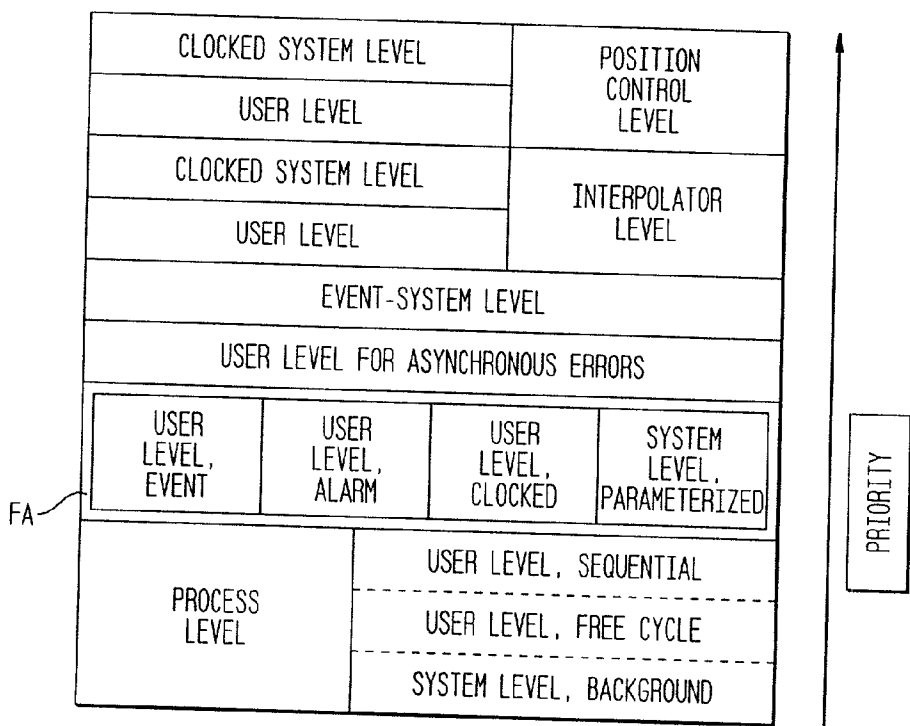 CLOCKED SYSTEM LEVEL
USER LEVEL
POSITION
CONTROL
LEVEL
CLOCKED SYSTEM LEVEL
USER LEVEL
INTERPOLATOR
LEVEL
EVENT-SYSTEM LEVEL
USER LEVEL FOR ASYNCHRONOUS ERRORS
USER
LEVEL,
EVENT
USER
LEVEL,
ALARM
USER
LEVEL,
CLOCKED
SYSTEM
LEVEL,
PARAMETERIZED
FA
PROCESS
LEVEL
USER LEVEL, SEQUENTIAL
USER LEVEL, FREE CYCLE
SYSTEM LEVEL, BACKGROUND
PRIORITY